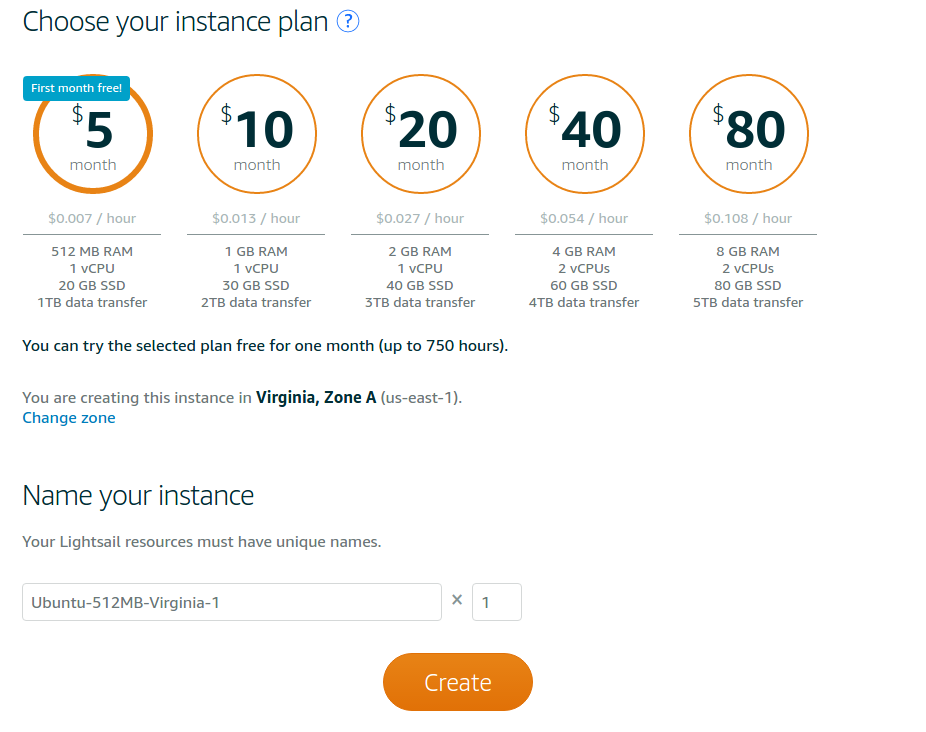 Choose your instance plan ?
First month free!
$5
month
$0.007 / hour
512 MB RAM
1 vCPU
20 GB SSD
1TB data transfer
$10
month
$0.013 / hour
1 GB RAM
1 vCPU
30 GB SSD
2TB data transfer
$20
month
$0.027 / hour
2 GB RAM
1 vCPU
40 GB SSD
3TB data transfer
$40
month
$0.054 / hour
4 GB RAM
2 vCPUs
60 GB SSD
4TB data transfer
$80
month
$0.108 / hour
8 GB RAM
2 vCPUs
80 GB SSD
5TB data transfer
You can try the selected plan free for one month (up to 750 hours).
You are creating this instance in Virginia, Zone A (us-east-1).
Change zone
Name your instance
Your Lightsail resources must have unique names.
Ubuntu-512MB-Virginia-1 × 1
Create